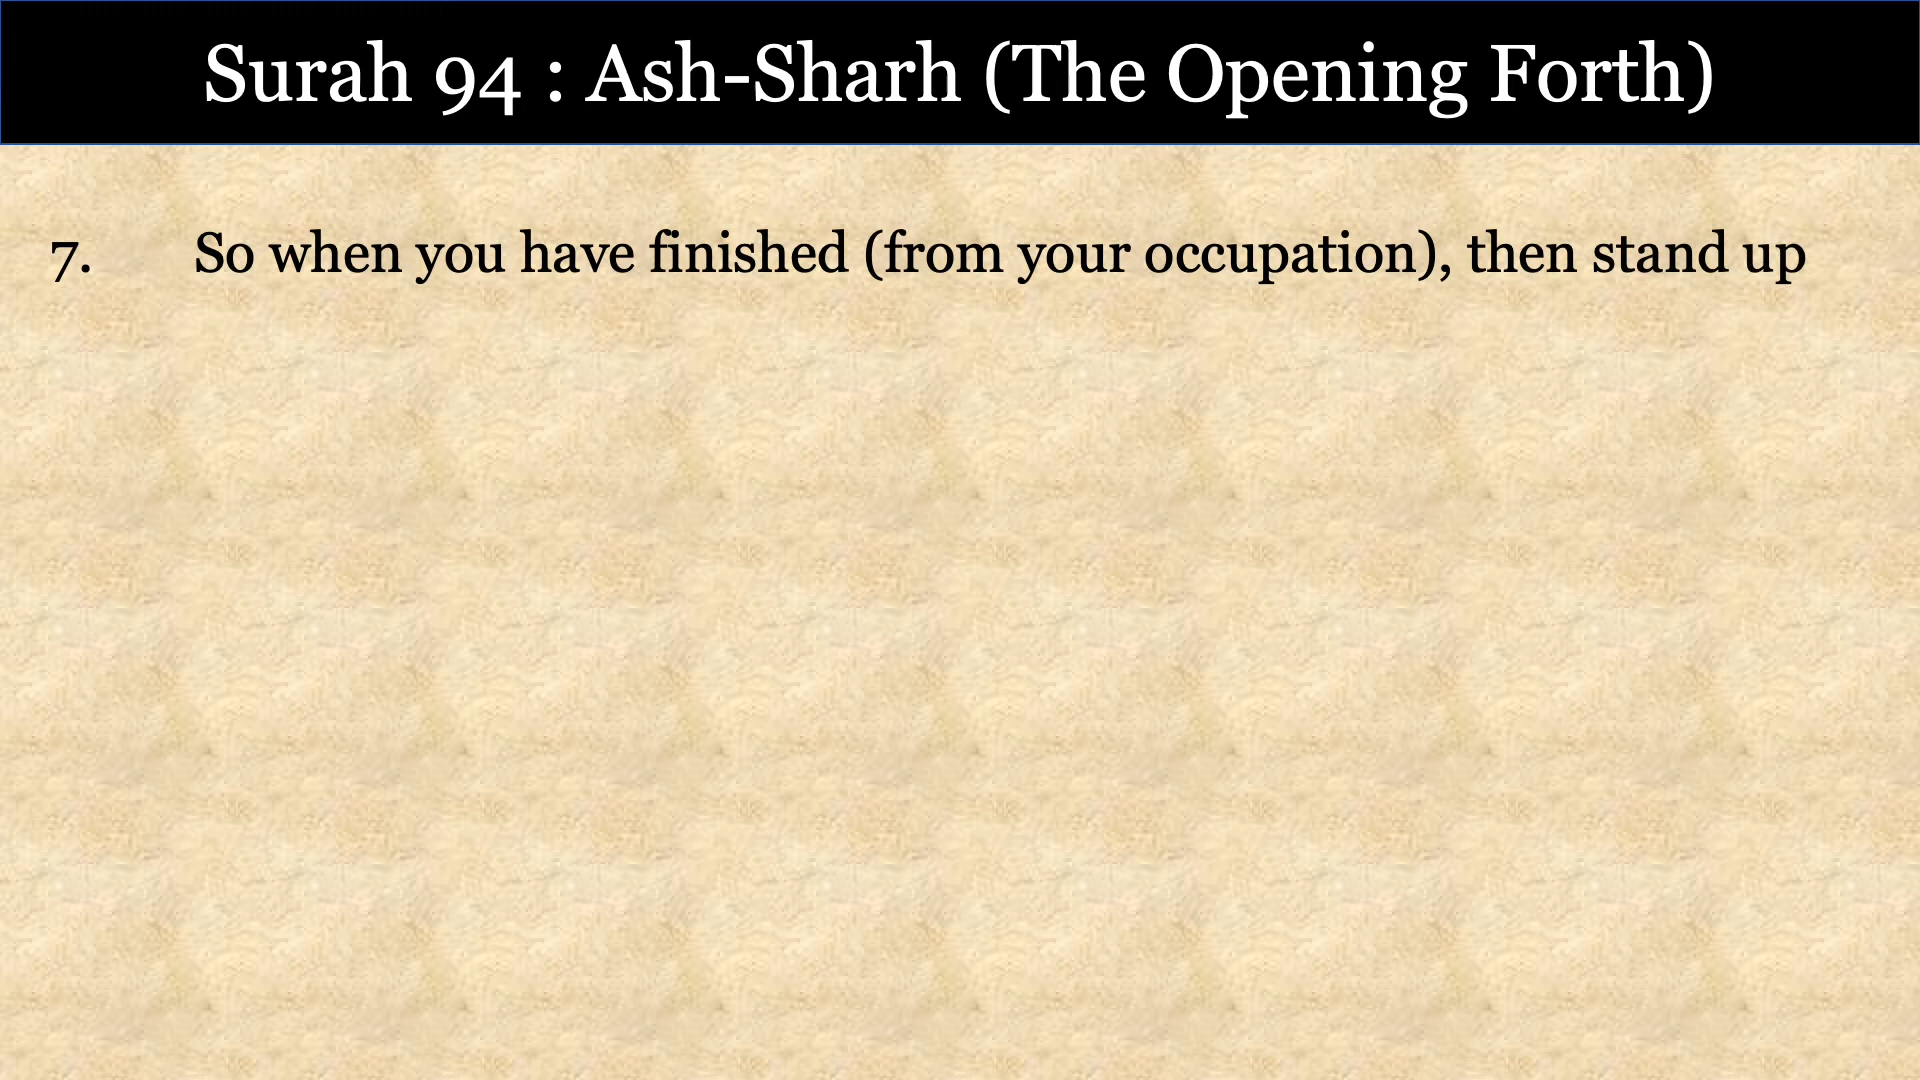 Surah 94 : Ash-Sharh (The Opening Forth)
7. So when you have finished (from your occupation), then stand up